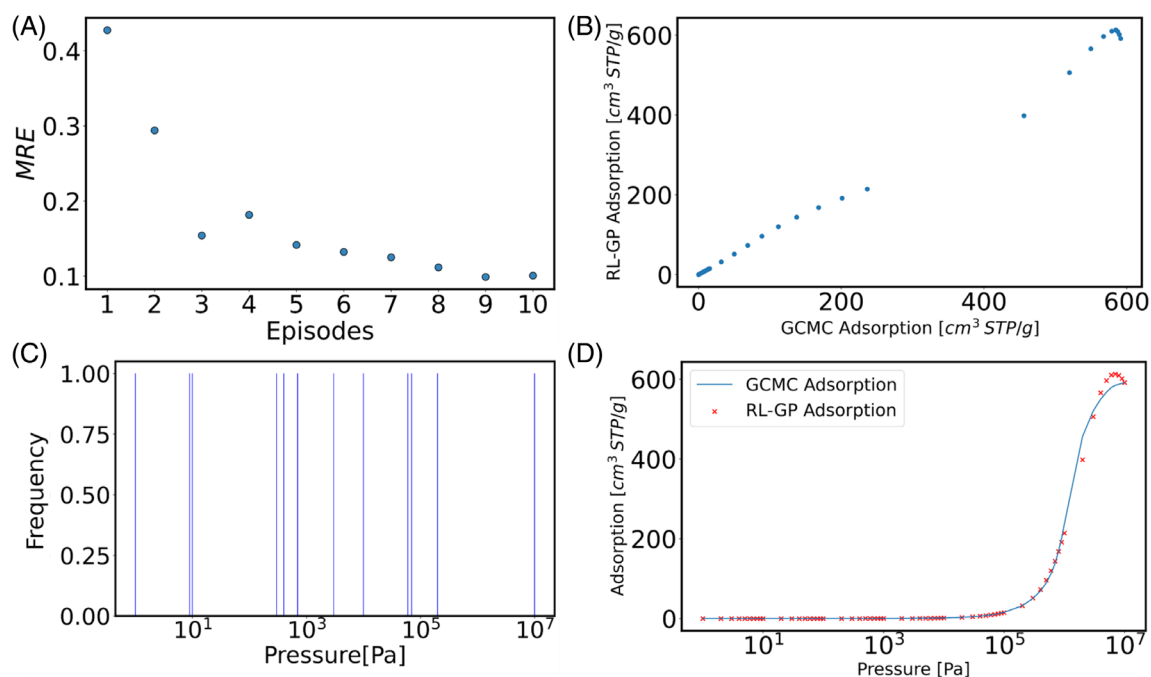 (A)
0.4
0.3
0.2
0.1
MRE
1 2 3 4 5 6 7 8 9 10
Episodes
(B)
600
400
200
0
RL-GP Adsorption [cm³ STP/g]
0 200 400 600
GCMC Adsorption [cm³ STP/g]
(C)
1.00
0.75
0.50
0.25
0.00
Frequency
10¹ 10³ 10⁵ 10⁷
Pressure[Pa]
(D)
GCMC Adsorption
RL-GP Adsorption
600
400
200
0
Adsorption [cm³ STP/g]
10¹ 10³ 10⁵ 10⁷
Pressure [Pa]